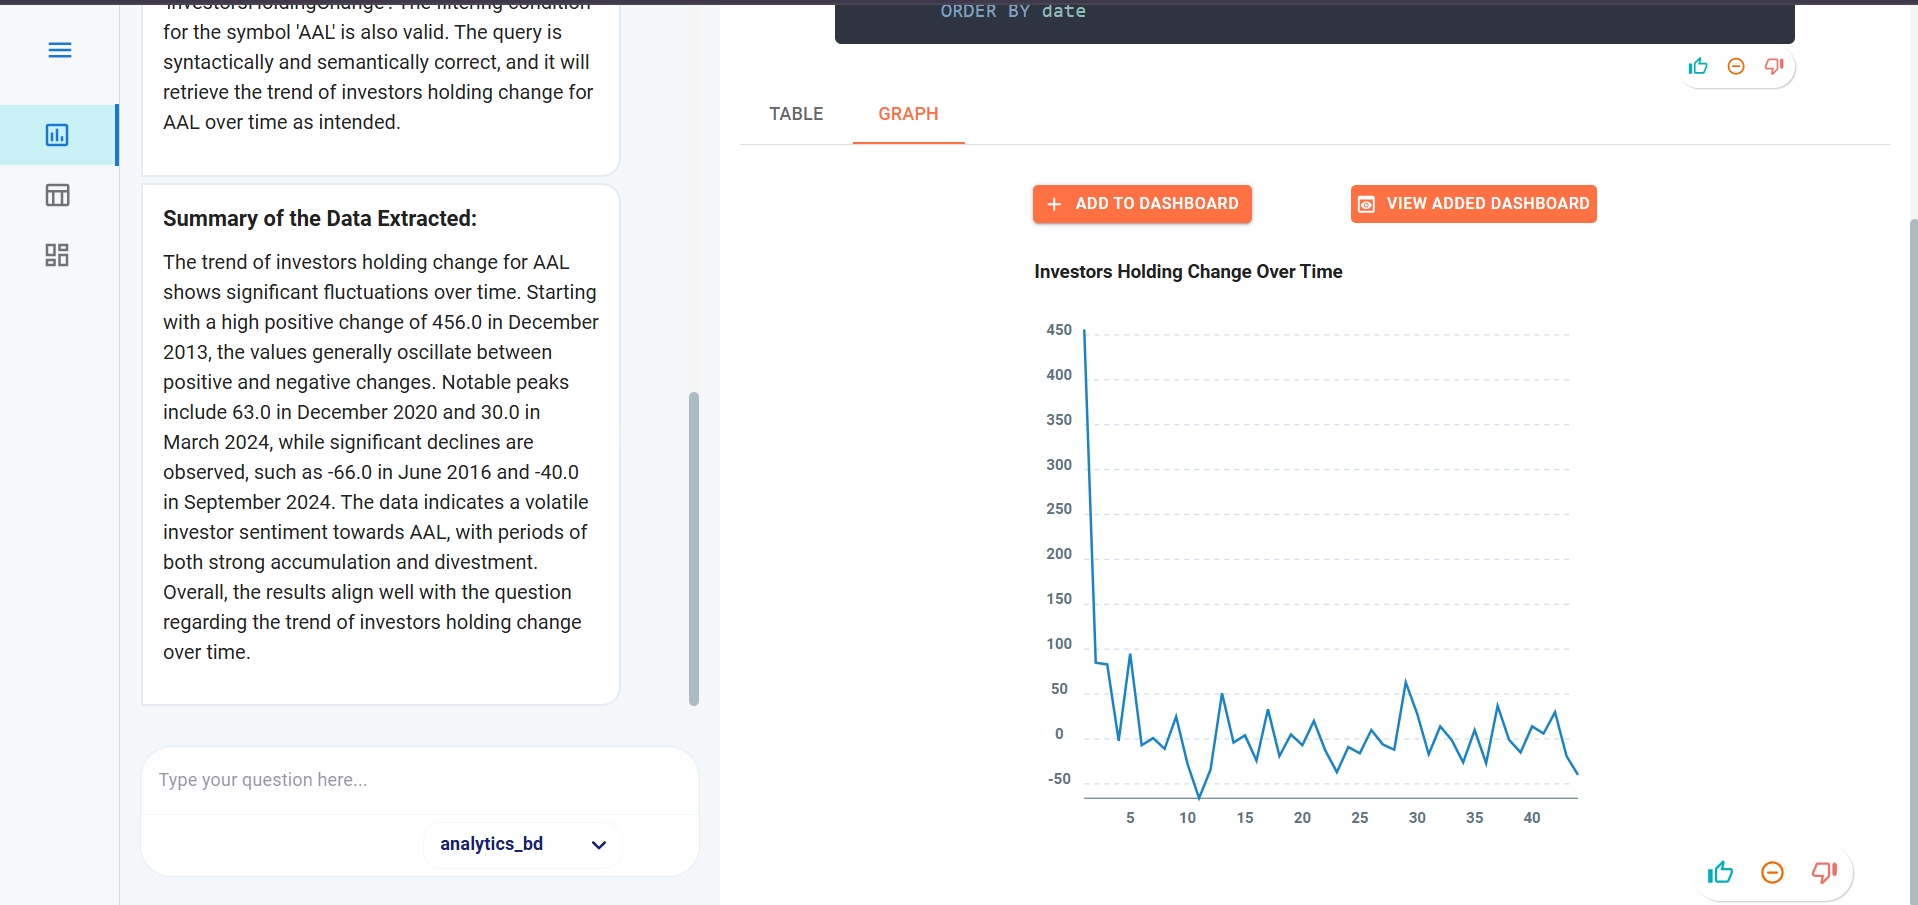 'InvestorsHoldingChange'. The filtering condition
for the symbol 'AAL' is also valid. The query is
syntactically and semantically correct, and it will
retrieve the trend of investors holding change for
AAL over time as intended.
Summary of the Data Extracted:
The trend of investors holding change for AAL
shows significant fluctuations over time. Starting
with a high positive change of 456.0 in December
2013, the values generally oscillate between
positive and negative changes. Notable peaks
include 63.0 in December 2020 and 30.0 in
March 2024, while significant declines are
observed, such as -66.0 in June 2016 and -40.0
in September 2024. The data indicates a volatile
investor sentiment towards AAL, with periods of
both strong accumulation and divestment.
Overall, the results align well with the question
regarding the trend of investors holding change
over time.
Type your question here...
analytics_bd
ORDER BY date
TABLE
GRAPH
ADD TO DASHBOARD
VIEW ADDED DASHBOARD
Investors Holding Change Over Time
450
400
350
300
250
200
150
100
50
0
-50
5 10 15 20 25 30 35 40